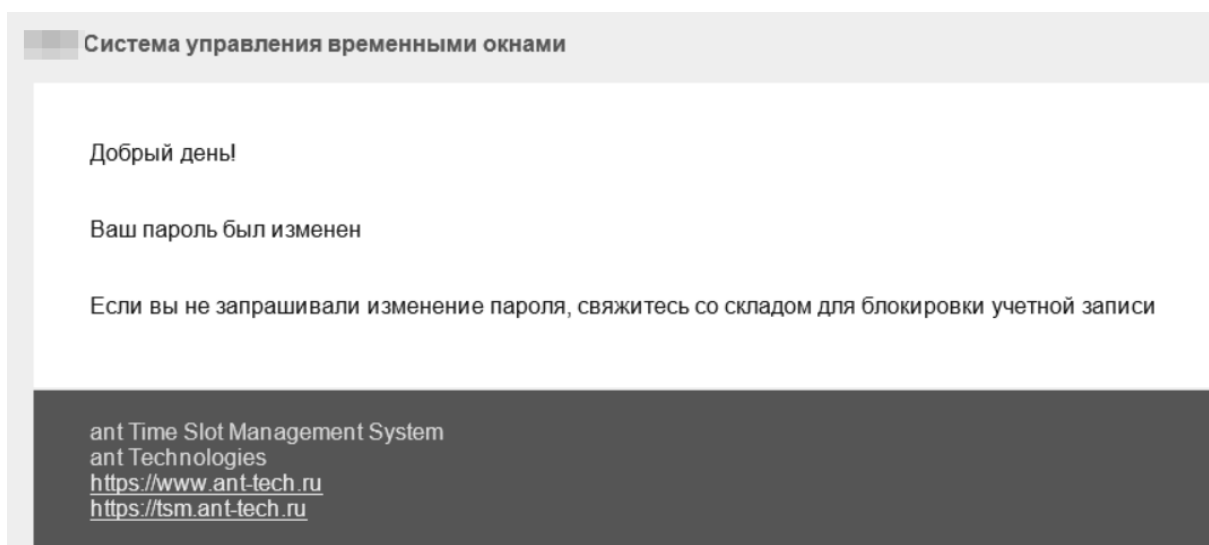 Система управления временными окнами
Добрый день!
Ваш пароль был изменен
Если вы не запрашивали изменение пароля, свяжитесь со складом для блокировки учетной записи
ant Time Slot Management System
ant Technologies
https://www.ant-tech.ru
https://tsm.ant-tech.ru